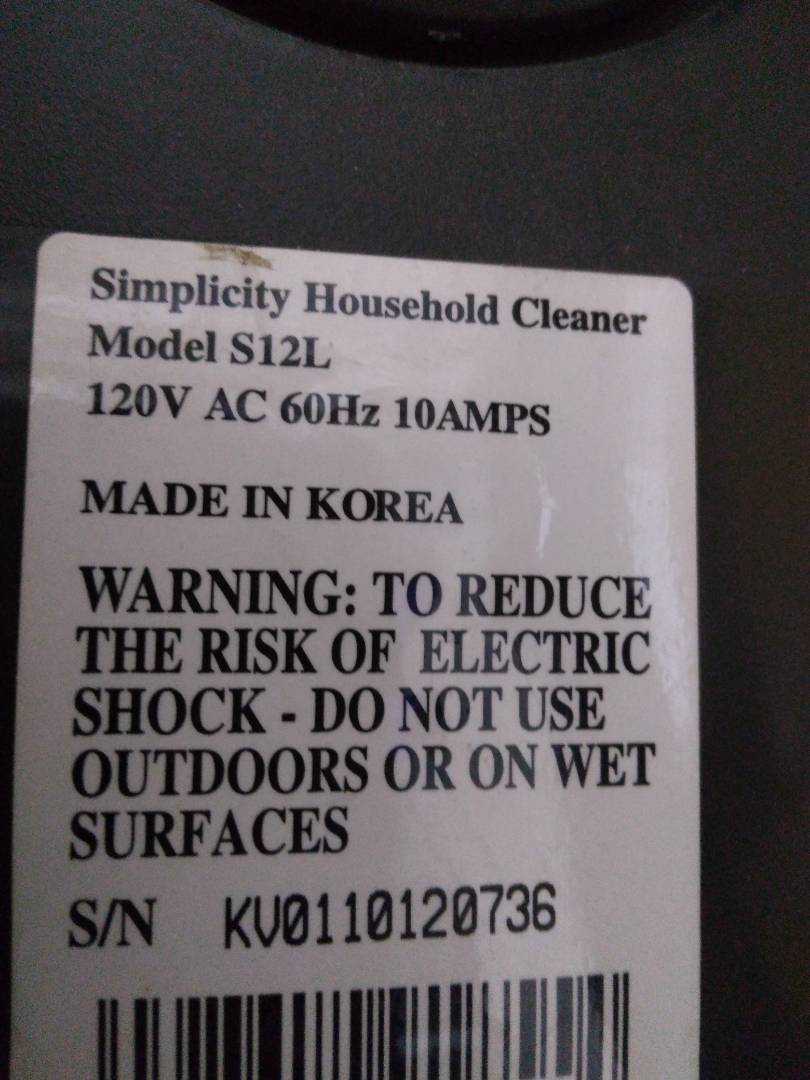 Simplicity Household Cleaner
Model S12L
120V AC 60Hz 10AMPS
MADE IN KOREA
WARNING: TO REDUCE
THE RISK OF ELECTRIC
SHOCK - DO NOT USE
OUTDOORS OR ON WET
SURFACES
S/N KV0110120736